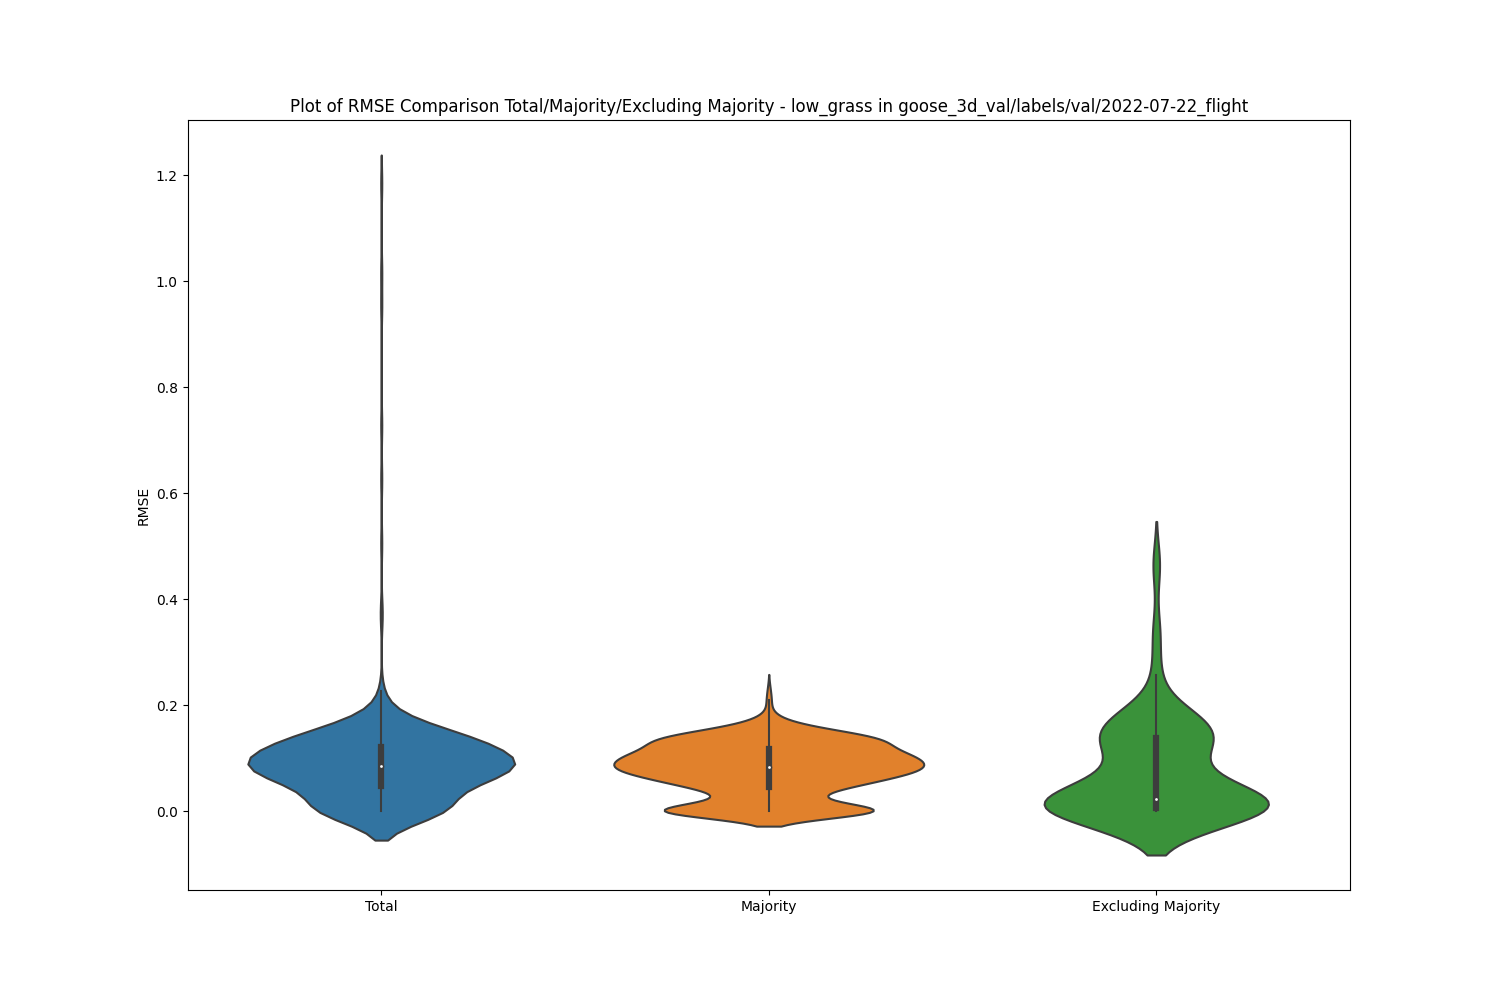 Plot of RMSE Comparison Total/Majority/Excluding Majority - low_grass in goose_3d_val/labels/val/2022-07-22_flight
1.2
1.0
0.8
0.6
0.4
0.2
0.0
RMSE
Total
Majority
Excluding Majority